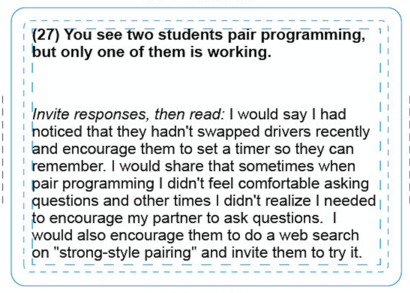 (27) You see two students pair programming,
but only one of them is working.
Invite responses, then read: I would say I had
noticed that they hadn't swapped drivers recently
and encourage them to set a timer so they can
remember. I would share that sometimes when
pair programming I didn't feel comfortable asking
questions and other times I didn't realize I needed
to encourage my partner to ask questions.  I
would also encourage them to do a web search
on "strong-style pairing" and invite them to try it.